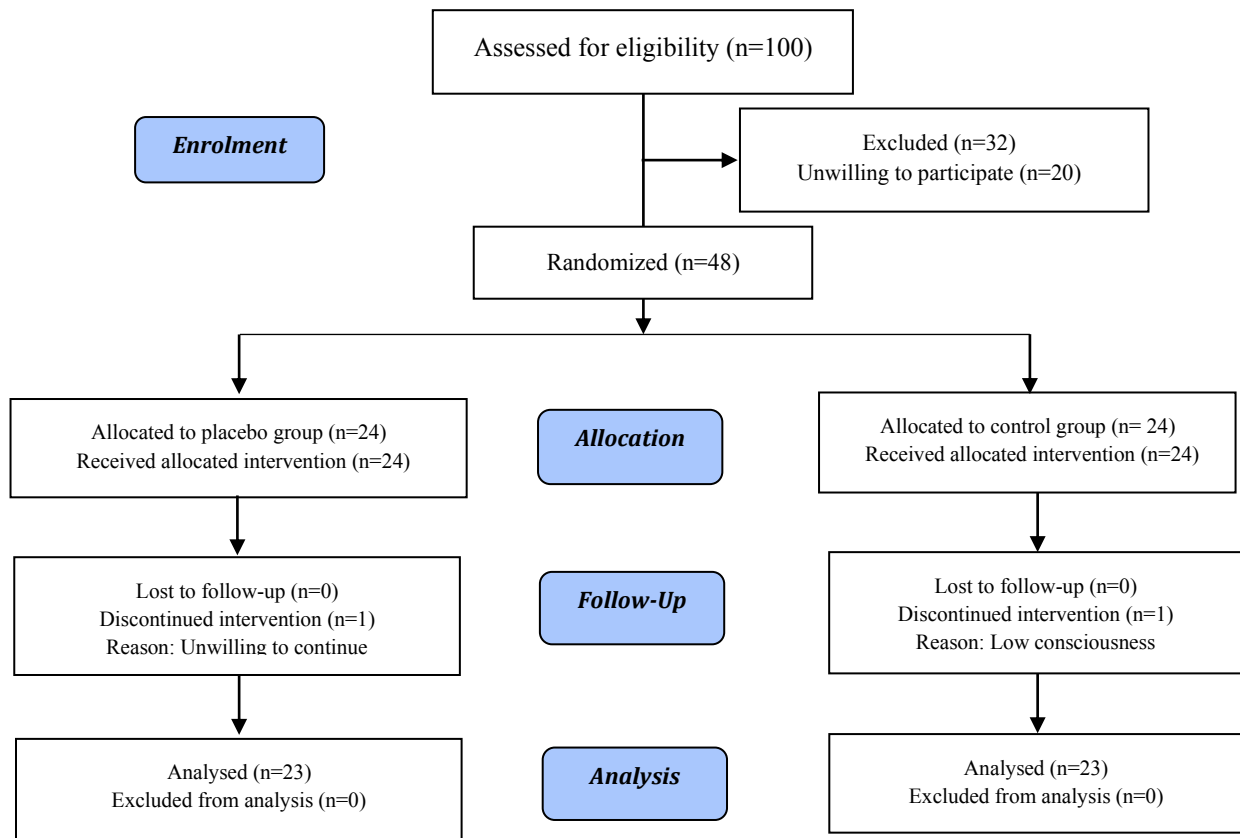 Assessed for eligibility (n=100)
Enrolment
Excluded (n=32)
Unwilling to participate (n=20)
Randomized (n=48)
Allocated to placebo group (n=24)
Received allocated intervention (n=24)
Allocation
Allocated to control group (n= 24)
Received allocated intervention (n=24)
Lost to follow-up (n=0)
Discontinued intervention (n=1)
Reason: Unwilling to continue
Follow-Up
Lost to follow-up (n=0)
Discontinued intervention (n=1)
Reason: Low consciousness
Analysed (n=23)
Excluded from analysis (n=0)
Analysis
Analysed (n=23)
Excluded from analysis (n=0)